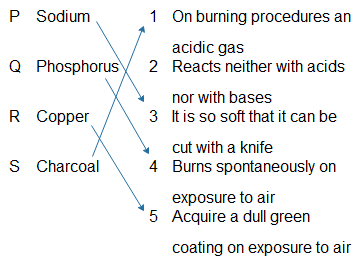 P Sodium 1 On burning procedures an
acidic gas
Q Phosphorus 2 Reacts neither with acids
nor with bases
R Copper 3 It is so soft that it can be
cut with a knife
S Charcoal 4 Burns spontaneously on
exposure to air
5 Acquire a dull green
coating on exposure to air